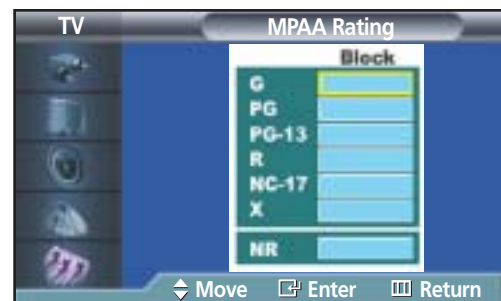 TV MPAA Rating
Block
G
PG
PG-13
R
NC-17
X
NR
Move Enter Return